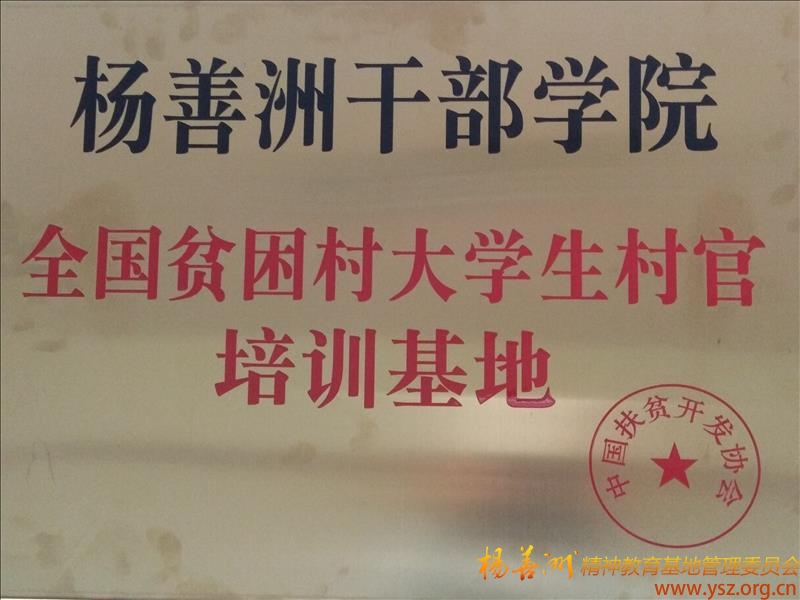 杨善洲干部学院
全国贫困村大学生村官
培训基地
中国扶贫开发协会
杨善洲精神教育基地管理委员会
www.ysz.org.cn